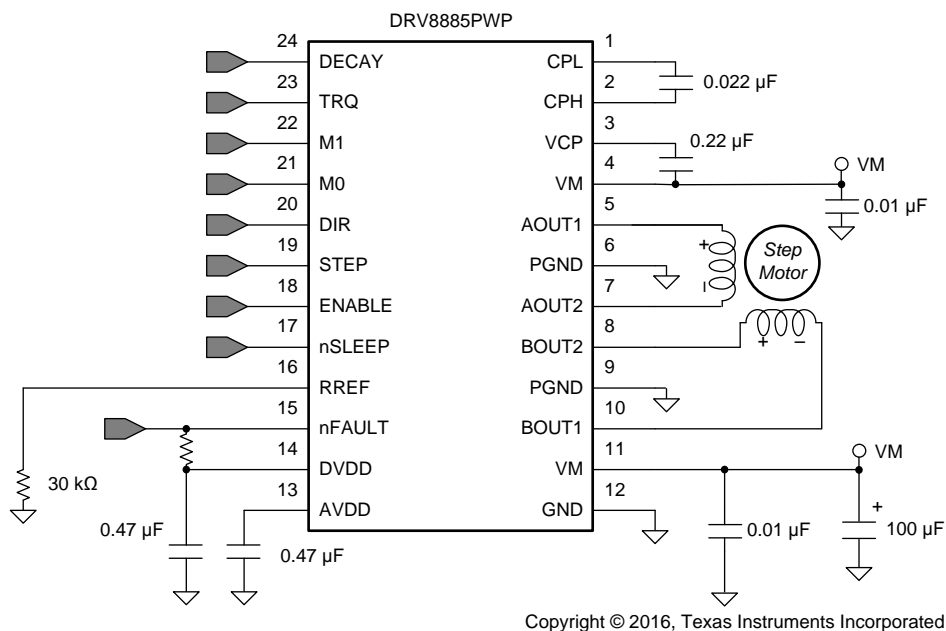 DRV8885PWP
24
DECAY
CPL
1
23
TRQ
CPH
2
0.022 µF
22
M1
VCP
3
0.22 µF
21
M0
VM
4
VM
0.01 µF
20
DIR
AOUT1
5
+
–
Step
Motor
19
STEP
PGND
6
18
ENABLE
AOUT2
7
17
nSLEEP
BOUT2
8
+ –
16
RREF
PGND
9
15
nFAULT
BOUT1
10
14
DVDD
VM
11
VM
13
AVDD
GND
12
30 kΩ
0.47 µF
0.47 µF
0.01 µF
+
100 µF
Copyright © 2016, Texas Instruments Incorporated